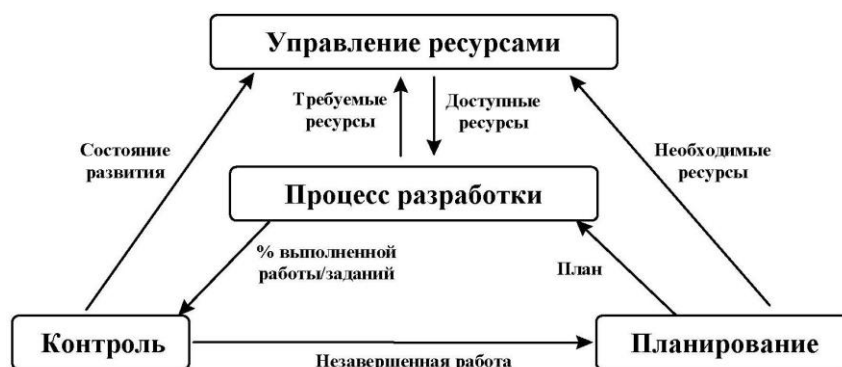 Управление ресурсами
Требуемые
ресурсы
Доступные
ресурсы
Состояние
развития
Необходимые
ресурсы
Процесс разработки
% выполненной
работы/заданий
План
Контроль
Планирование
Незавершенная работа